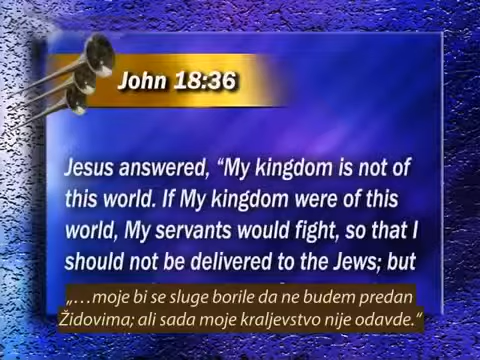 John 18:36
Jesus answered, “My kingdom is not of
this world. If My kingdom were of this
world, My servants would fight, so that I
should not be delivered to the Jews; but
„...moje bi se sluge borile da ne budem predan
Židovima; ali sada moje kraljevstvo nije odavde.“